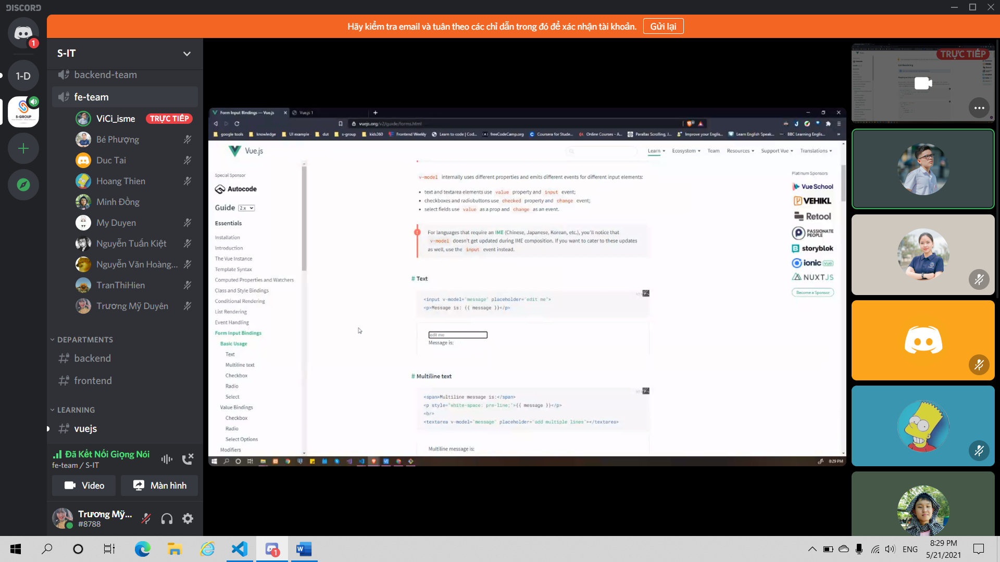 DISCORD
Hãy kiểm tra email và tuân theo các chỉ dẫn trong đó để xác nhận tài khoản.
Gửi lại
1
1-D
S-GROUP
S-IT
backend-team
fe-team
ViCi_isme
TRỰC TIẾP
Bé Phượng
Duc Tai
Hoang Thien
Minh Đồng
My Duyen
Nguyễn Tuấn Kiệt
Nguyễn Văn Hoàng...
TranThiHien
Trương Mỹ Duyên
DEPARTMENTS
backend
frontend
LEARNING
vuejs
Đã Kết Nối Giọng Nói
fe-team / S-IT
Video
Màn hình
Trương Mỹ...
#8788
Form Input Bindings — Vue.js
Vuejs 1
vuejs.org/v2/guide/forms.html
google tools
knowledge
UI example
dut
s-group
kids360
Frontend Weekly
Learn to code | Cod...
freeCodeCamp.org
Coursera for Stude...
Online Courses - A...
Parallax Scrolling, J...
Improve your Englis...
Learn English Speak...
BBC Learning Englis...
Vue.js
Learn
Ecosystem
Team
Resources
Support Vue
Translations
Special Sponsor
Autocode
Guide 2.x
Essentials
Installation
Introduction
The Vue Instance
Template Syntax
Computed Properties and Watchers
Class and Style Bindings
Conditional Rendering
List Rendering
Event Handling
Form Input Bindings
Basic Usage
Text
Multiline text
Checkbox
Radio
Select
Value Bindings
Checkbox
Radio
Select Options
Modifiers
v-model internally uses different properties and emits different events for different input elements:
• text and textarea elements use value property and input event;
• checkboxes and radiobuttons use checked property and change event;
• select fields use value as a prop and change as an event.
For languages that require an IME (Chinese, Japanese, Korean, etc.), you'll notice that
v-model doesn't get updated during IME composition. If you want to cater to these updates
as well, use the input event instead.
# Text
<input v-model="message" placeholder="edit me">
<p>Message is: {{ message }}</p>
edit me
Message is:
# Multiline text
<span>Multiline message is:</span>
<p style="white-space: pre-line;">{{ message }}</p>
<br>
<textarea v-model="message" placeholder="add multiple lines"></textarea>
Multiline message is:
Platinum Sponsors
Vue School
VEHIKL
Retool
PASSIONATE
PEOPLE
storyblok
ionic vue
NUXTJS
Become a Sponsor
8:29 PM
TRỰC TIẾP
List Rendering
1
ENG
8:29 PM
5/21/2021